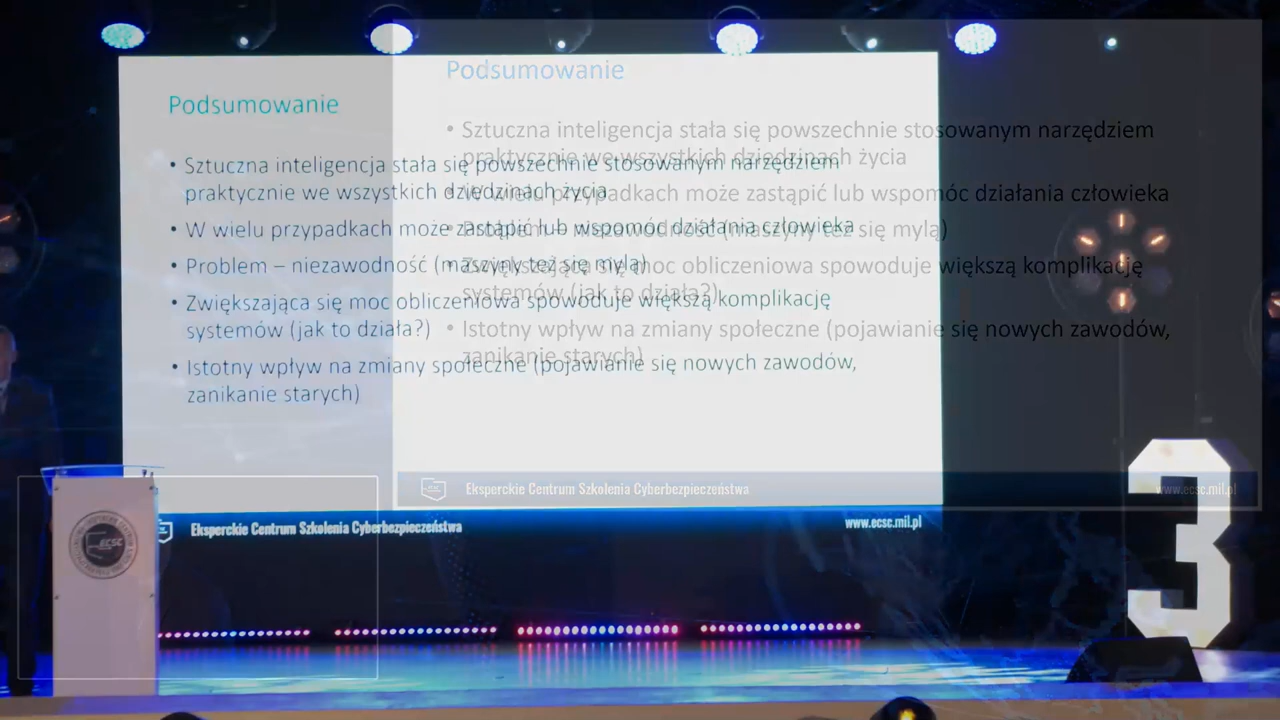 Podsumowanie
• Sztuczna inteligencja stała się powszechnie stosowanym narzędziem
praktycznie we wszystkich dziedzinach życia
• W wielu przypadkach może zastąpić lub wspomóc działania człowieka
• Problem – niezawodność (maszyny też się mylą)
• Zwiększająca się moc obliczeniowa spowoduje większą komplikację
systemów (jak to działa?)
• Istotny wpływ na zmiany społeczne (pojawianie się nowych zawodów,
zanikanie starych)
Eksperckie Centrum Szkolenia Cyberbezpieczeństwa
www.ecsc.mil.pl
Podsumowanie
• Sztuczna inteligencja stała się powszechnie stosowanym narzędziem
praktycznie we wszystkich dziedzinach życia
• W wielu przypadkach może zastąpić lub wspomóc działania człowieka
• Problem – niezawodność (maszyny też się mylą)
• Zwiększająca się moc obliczeniowa spowoduje większą komplikację
systemów (jak to działa?)
• Istotny wpływ na zmiany społeczne (pojawianie się nowych zawodów,
zanikanie starych)
Eksperckie Centrum Szkolenia Cyberbezpieczeństwa
www.ecsc.mil.pl
ECSC
3